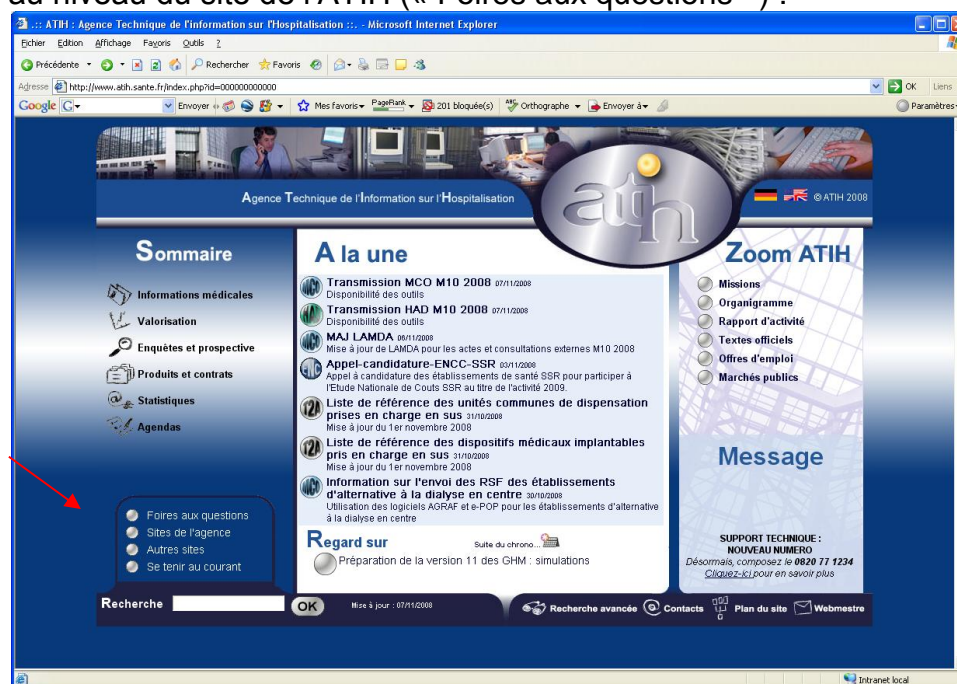 au niveau du site de l'ATIH (« Foires aux questions » ) :
.:: ATIH : Agence Technique de l'information sur l'Hospitalisation ::. - Microsoft Internet Explorer
Fichier Edition Affichage Favoris Outils ?
Précédente Rechercher Favoris
Adresse http://www.atih.sante.fr/index.php?id=000000000000 OK Liens
Google G Envoyer Mes favoris PageRank 201 bloquée(s) Orthographe Envoyer à Paramètres
Agence Technique de l'Information sur l'Hospitalisation
atih
© ATIH 2008
Sommaire
Informations médicales
Valorisation
Enquêtes et prospective
Produits et contrats
Statistiques
Agendas
Foires aux questions
Sites de l'agence
Autres sites
Se tenir au courant
A la une
Transmission MCO M10 2008 07/11/2008
Disponibilité des outils
Transmission HAD M10 2008 07/11/2008
Disponibilité des outils
MAJ LAMDA 06/11/2008
Mise à jour de LAMDA pour les actes et consultations externes M10 2008
Appel-candidature-ENCC-SSR 03/11/2008
Appel à candidature des établissements de santé SSR pour participer à
l'Etude Nationale de Couts SSR au titre de l'activité 2009.
Liste de référence des unités communes de dispensation
prises en charge en sus 31/10/2008
Mise à jour du 1er novembre 2008
Liste de référence des dispositifs médicaux implantables
pris en charge en sus 31/10/2008
Mise à jour du 1er novembre 2008
Information sur l'envoi des RSF des établissements
d'alternative à la dialyse en centre 30/10/2008
Utilisation des logiciels AGRAF et e-POP pour les établissements d'alternative
à la dialyse en centre
Regard sur Suite du chrono...
Préparation de la version 11 des GHM : simulations
Zoom ATIH
Missions
Organigramme
Rapport d'activité
Textes officiels
Offres d'emploi
Marchés publics
Message
SUPPORT TECHNIQUE :
NOUVEAU NUMERO
Désormais, composez le 0820 77 1234
Cliquez-ici pour en savoir plus
Recherche OK Mise à jour : 07/11/2008 Recherche avancée Contacts Plan du site Webmestre
Intranet local